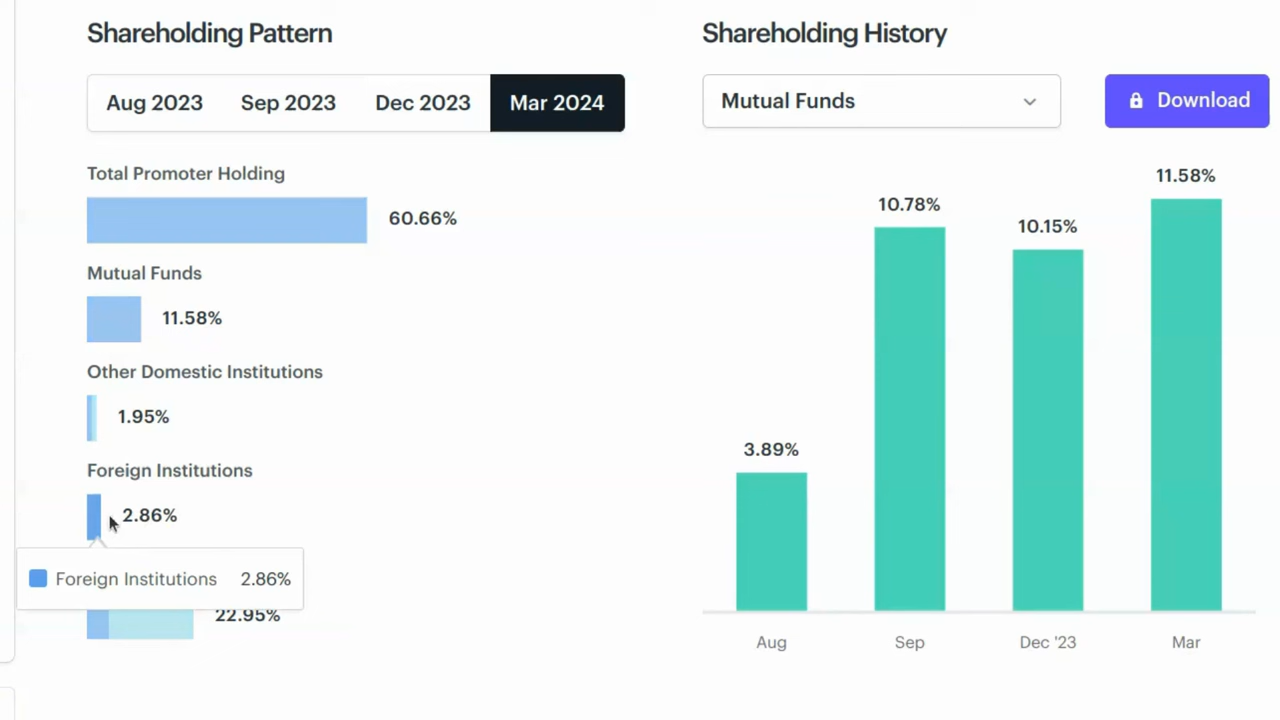 Shareholding Pattern
Aug 2023 Sep 2023 Dec 2023 Mar 2024
Total Promoter Holding
60.66%
Mutual Funds
11.58%
Other Domestic Institutions
1.95%
Foreign Institutions
2.86%
Foreign Institutions 2.86%
22.95%
Shareholding History
Mutual Funds
Download
3.89%
10.78%
10.15%
11.58%
Aug Sep Dec '23 Mar